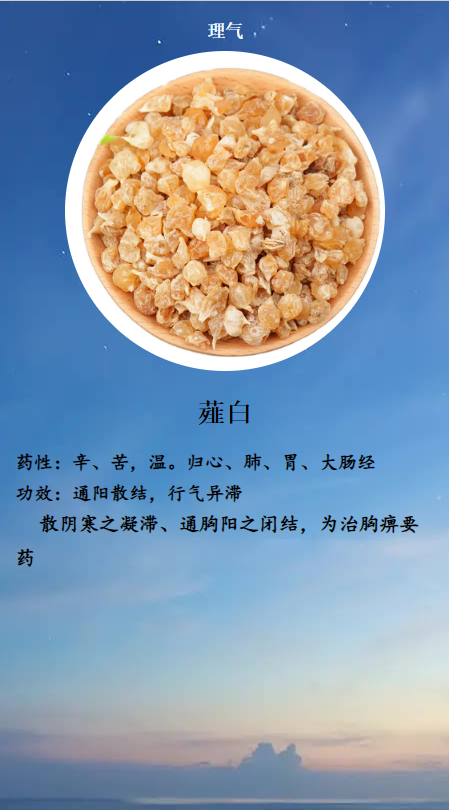 理气
薤白
药性：辛、苦，温。归心、肺、胃、大肠经
功效：通阳散结，行气异滞
散阴寒之凝滞、通胸阳之闭结，为治胸痹要
药